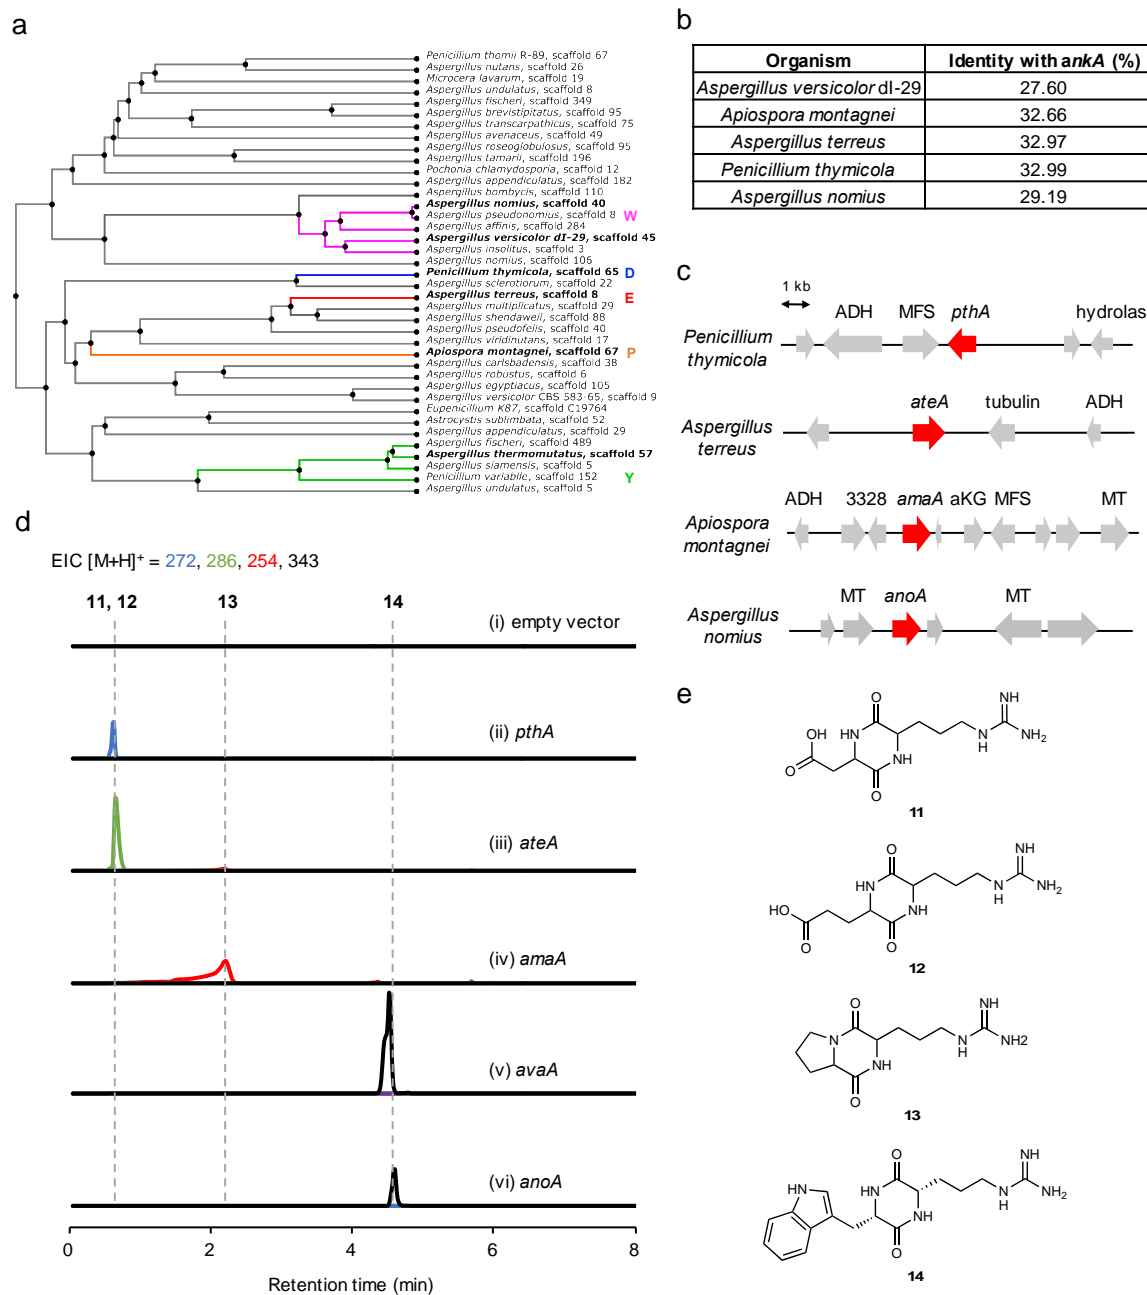 a
Penicillium thomii R-89, scaffold 67
Aspergillus nutans, scaffold 26
Microcera lavarum, scaffold 19
Aspergillus undulatus, scaffold 8
Aspergillus fischeri, scaffold 349
Aspergillus brevistipitatus, scaffold 95
Aspergillus transcarpathicus, scaffold 75
Aspergillus avenaceus, scaffold 49
Aspergillus roseoglobulosus, scaffold 95
Aspergillus tamarii, scaffold 196
Pochonia chlamydosporia, scaffold 12
Aspergillus appendiculatus, scaffold 182
Aspergillus bombycis, scaffold 110
Aspergillus nomius, scaffold 40
Aspergillus pseudonomius, scaffold 8 W
Aspergillus affinis, scaffold 284
Aspergillus versicolor dI-29, scaffold 45
Aspergillus insolitus, scaffold 3
Aspergillus nomius, scaffold 106
Penicillium thymicola, scaffold 65 D
Aspergillus sclerotiorum, scaffold 22
Aspergillus terreus, scaffold 8 E
Aspergillus multiplicatus, scaffold 29
Aspergillus shendaweii, scaffold 88
Aspergillus pseudofelis, scaffold 40
Aspergillus viridinutans, scaffold 17
Apiospora montagnei, scaffold 67 P
Aspergillus carlsbadensis, scaffold 38
Aspergillus robustus, scaffold 6
Aspergillus egyptiacus, scaffold 105
Aspergillus versicolor CBS 583-65, scaffold 9
Eupenicillium K87, scaffold C19764
Astrocystis sublimbata, scaffold 52
Aspergillus appendiculatus, scaffold 29
Aspergillus fischeri, scaffold 489
Aspergillus thermomutatus, scaffold 57
Aspergillus siamensis, scaffold 5
Penicillium variabile, scaffold 152 Y
Aspergillus undulatus, scaffold 5
b
Organism Identity with ankA (%)
Aspergillus versicolor dI-29 27.60
Apiospora montagnei 32.66
Aspergillus terreus 32.97
Penicillium thymicola 32.99
Aspergillus nomius 29.19
c
1 kb
ADH MFS pthA hydrolas
Penicillium
thymicola
ateA tubulin ADH
Aspergillus
terreus
ADH 3328 amaA aKG MFS MT
Apiospora
montagnei
MT anoA MT
Aspergillus
nomius
d
EIC [M+H]+ = 272, 286, 254, 343
11, 12 13 14
(i) empty vector
(ii) pthA
(iii) ateA
(iv) amaA
(v) avaA
(vi) anoA
0 2 4 6 8
Retention time (min)
e
O NH
OH HN N NH2
H
O NH
O
11
O NH
HN N NH2
H
HO NH
O O
12
O NH
N N NH2
H
NH
O
13
O NH
HN HN N NH2
H
NH
O
14